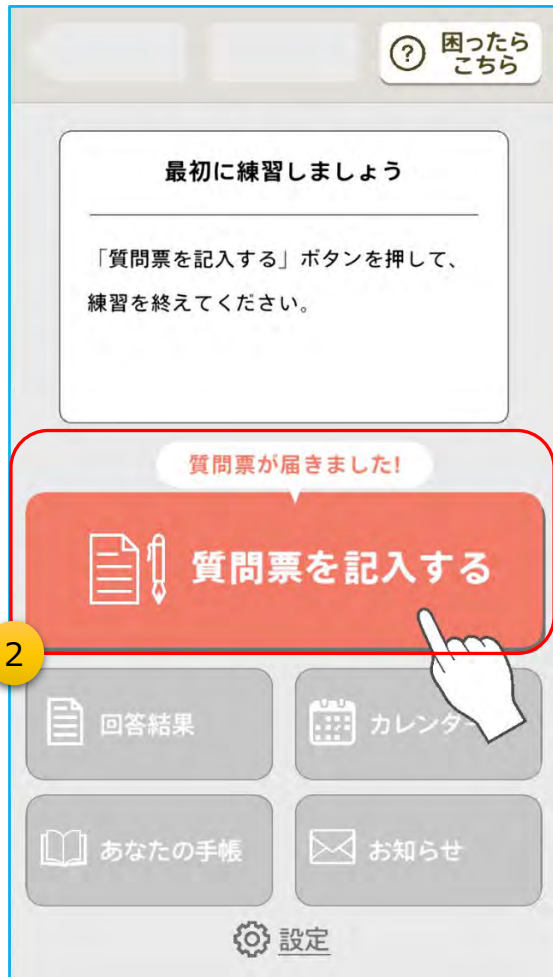 ? 困ったら
こちら
最初に練習しましょう
「質問票を記入する」ボタンを押して、
練習を終えてください。
質問票が届きました!
質問票を記入する
2
回答結果
カレンダー
あなたの手帳
お知らせ
設定